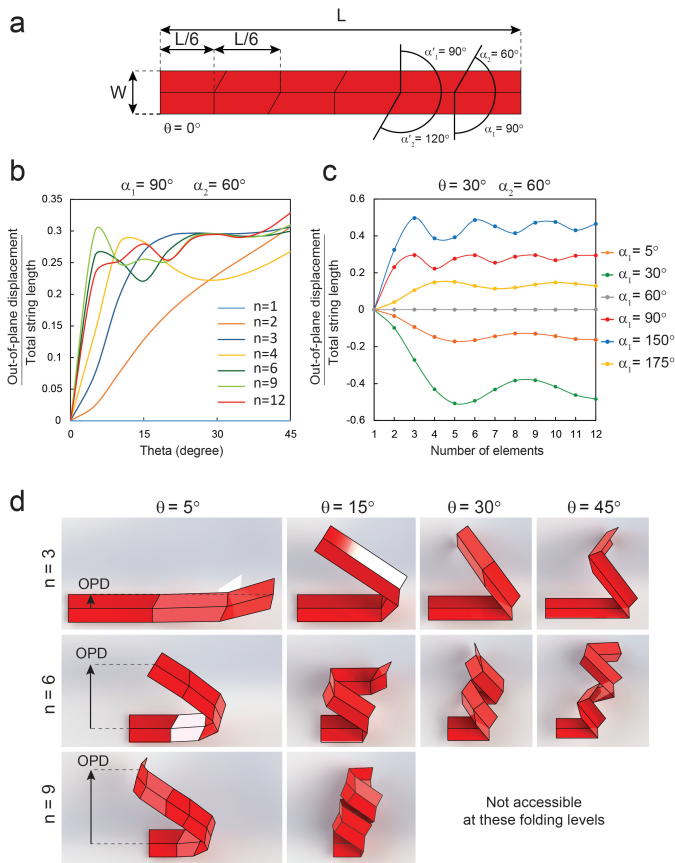 a
L
L/6
L/6
W
θ = 0°
α'₁ = 90°
α₂ = 60°
α'₂ = 120°
α₁ = 90°
b
α₁ = 90° α₂ = 60°
Out-of-plane displacement
Total string length
0.35
0.3
0.25
0.2
0.15
0.1
0.05
0
n=1
n=2
n=3
n=4
n=6
n=9
n=12
0 15 30 45
Theta (degree)
c
θ = 30° α₂ = 60°
Out-of-plane displacement
Total string length
0.6
0.4
0.2
0
-0.2
-0.4
-0.6
α₁ = 5°
α₁ = 30°
α₁ = 60°
α₁ = 90°
α₁ = 150°
α₁ = 175°
1 2 3 4 5 6 7 8 9 10 11 12
Number of elements
d
θ = 5° θ = 15° θ = 30° θ = 45°
n = 3
OPD
n = 6
OPD
n = 9
OPD
Not accessible
at these folding levels